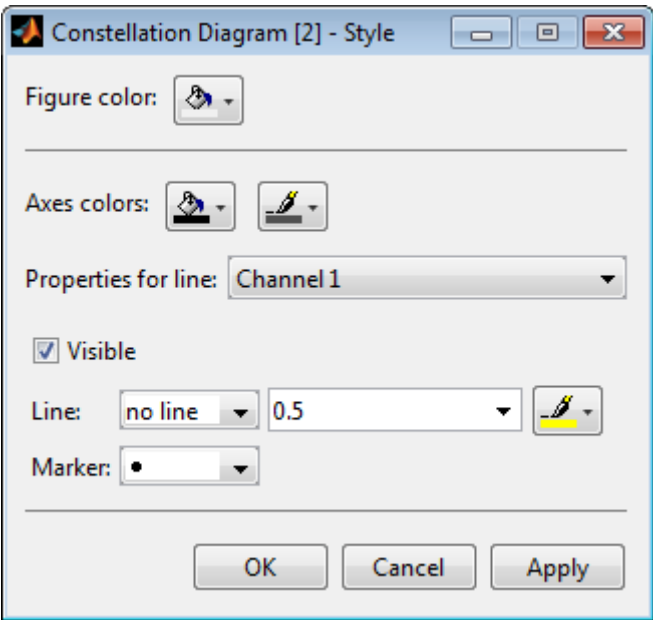 Constellation Diagram [2] - Style
Figure color:
Axes colors:
Properties for line: Channel 1
Visible
Line: no line 0.5
Marker:
OK Cancel Apply